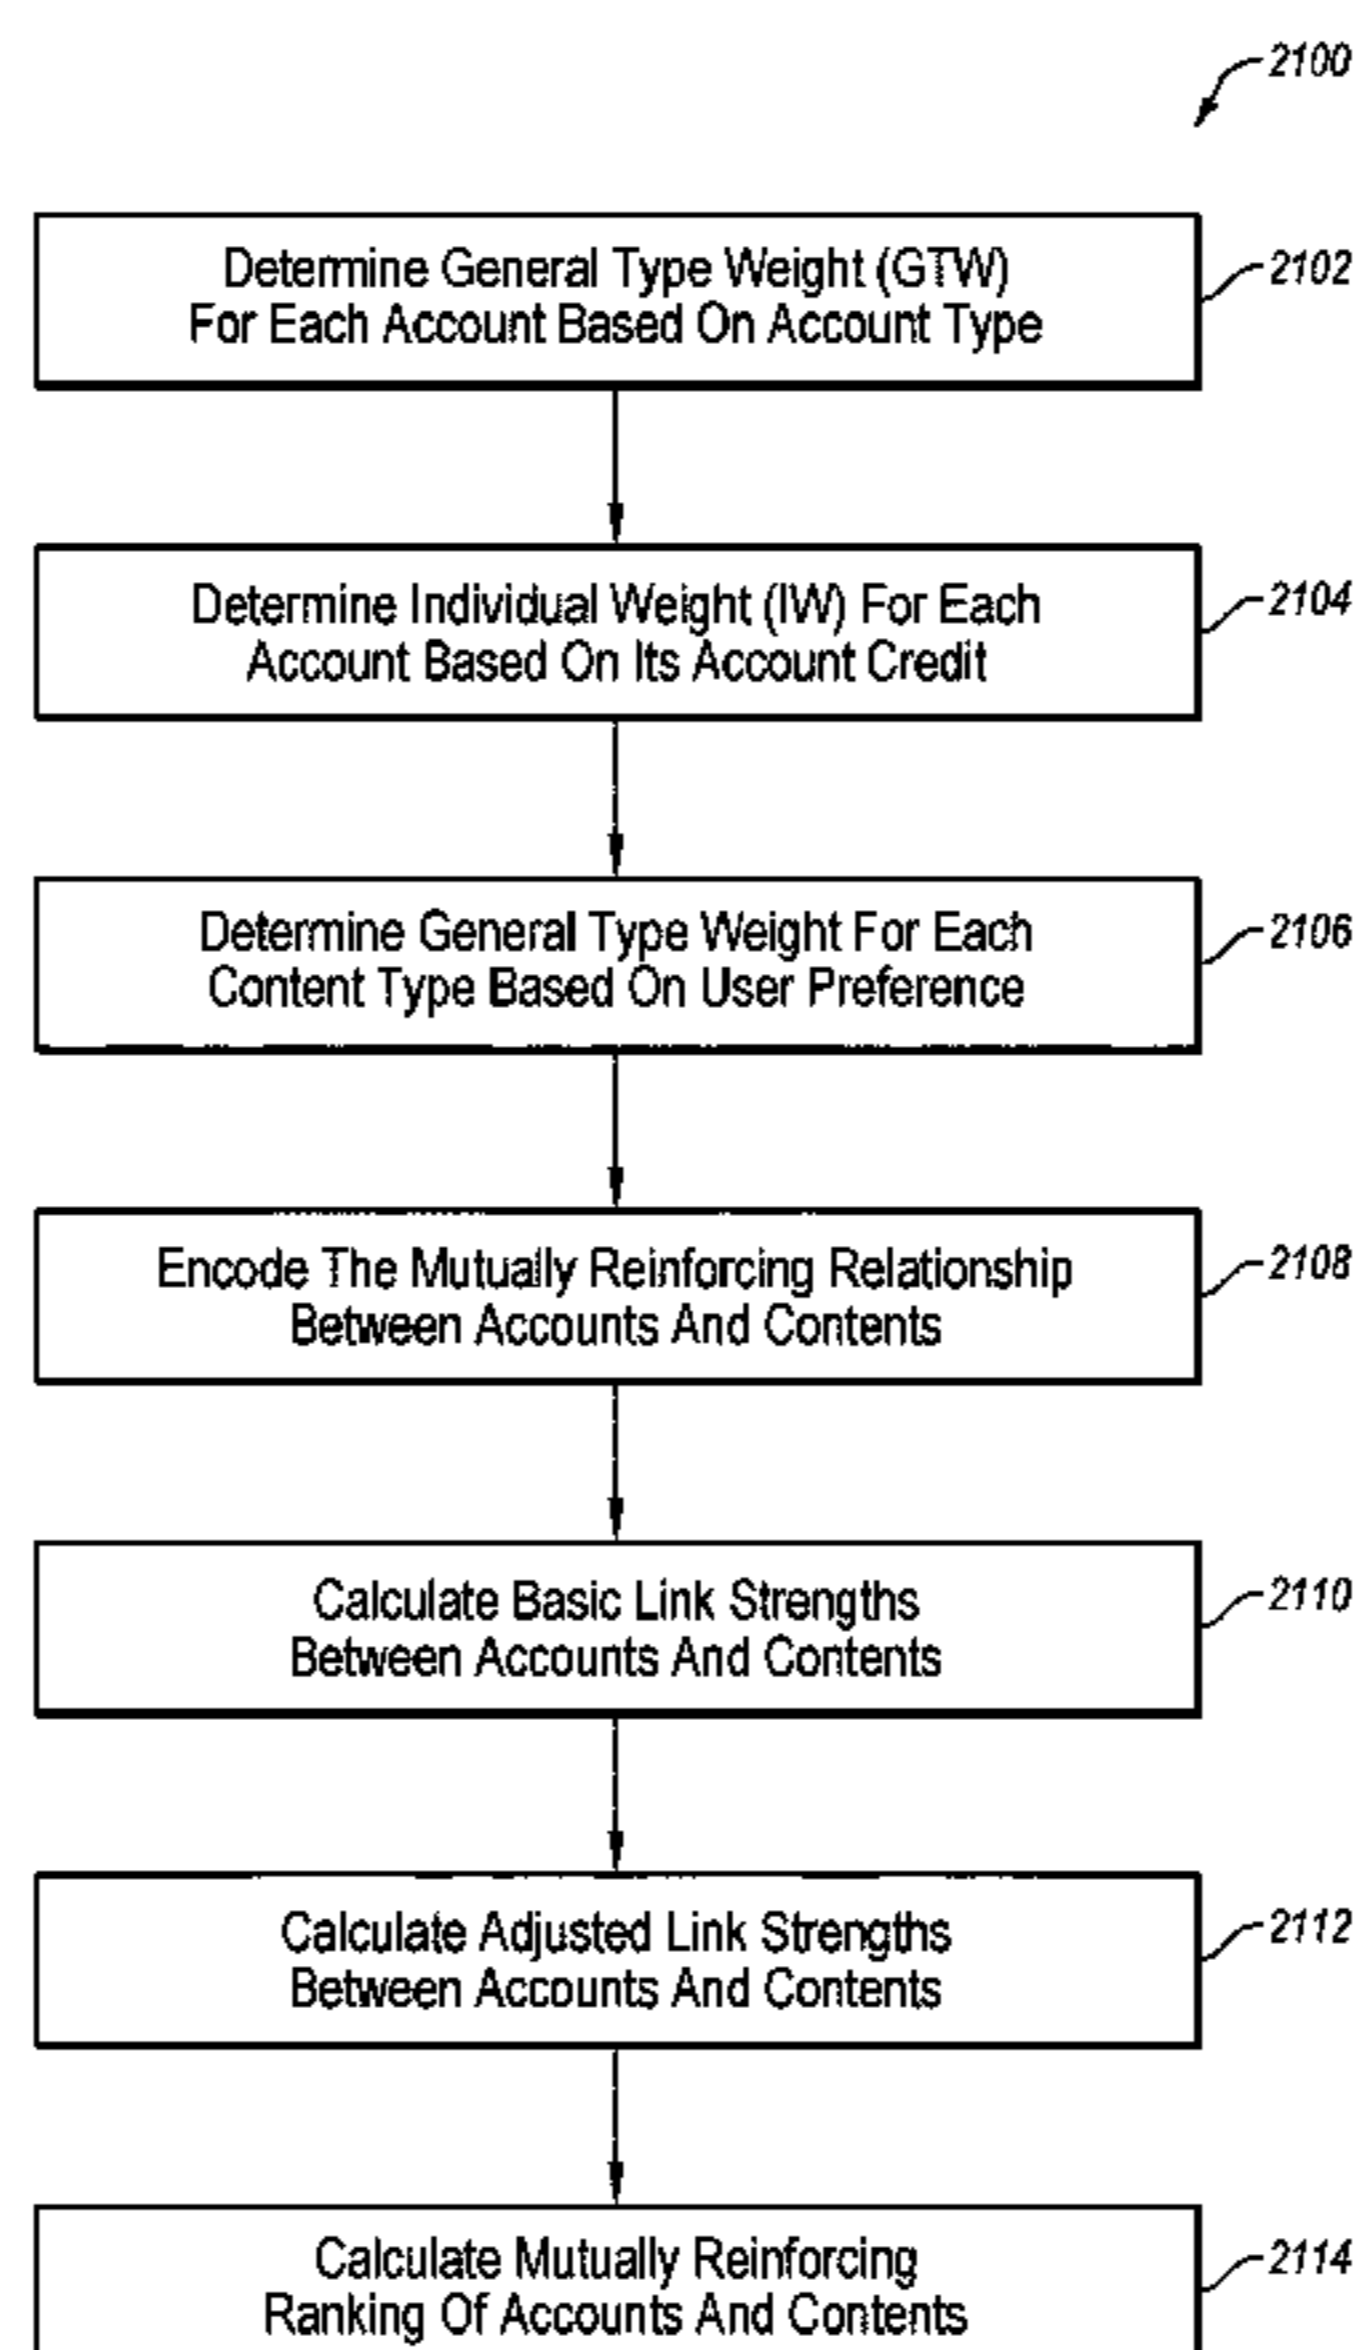 2100
Determine General Type Weight (GTW)
For Each Account Based On Account Type
2102
Determine Individual Weight (IW) For Each
Account Based On Its Account Credit
2104
Determine General Type Weight For Each
Content Type Based On User Preference
2106
Encode The Mutually Reinforcing Relationship
Between Accounts And Contents
2108
Calculate Basic Link Strengths
Between Accounts And Contents
2110
Calculate Adjusted Link Strengths
Between Accounts And Contents
2112
Calculate Mutually Reinforcing
Ranking Of Accounts And Contents
2114